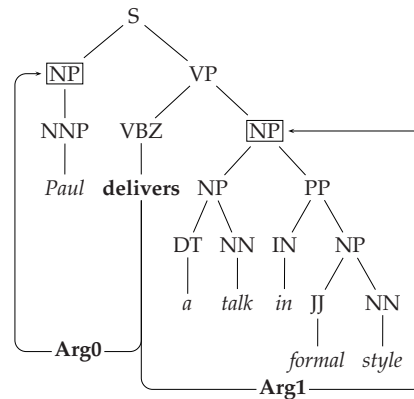 S
NP VP
NNP VBZ NP
Paul delivers NP PP
DT NN IN NP
a talk in JJ NN
Arg0 formal style
Arg1